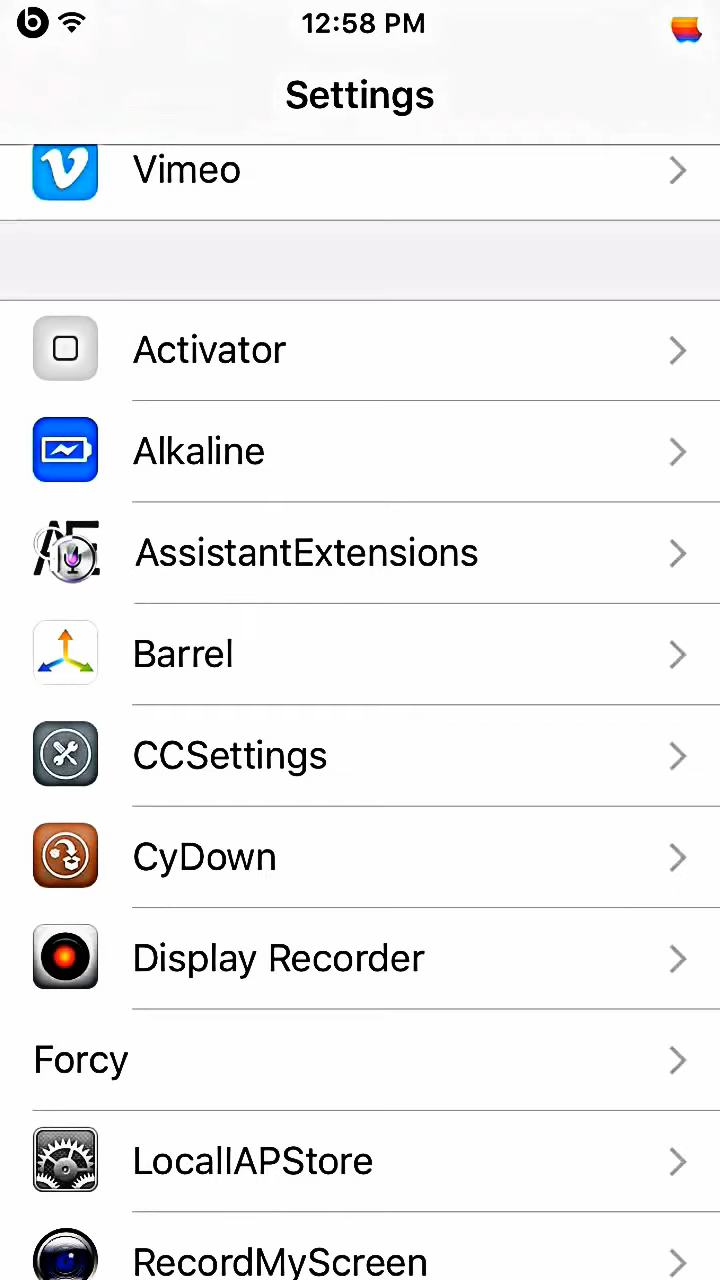 12:58 PM
Settings
Vimeo
Activator
Alkaline
AssistantExtensions
Barrel
CCSettings
CyDown
Display Recorder
Forcy
LocalIAPStore
RecordMyScreen